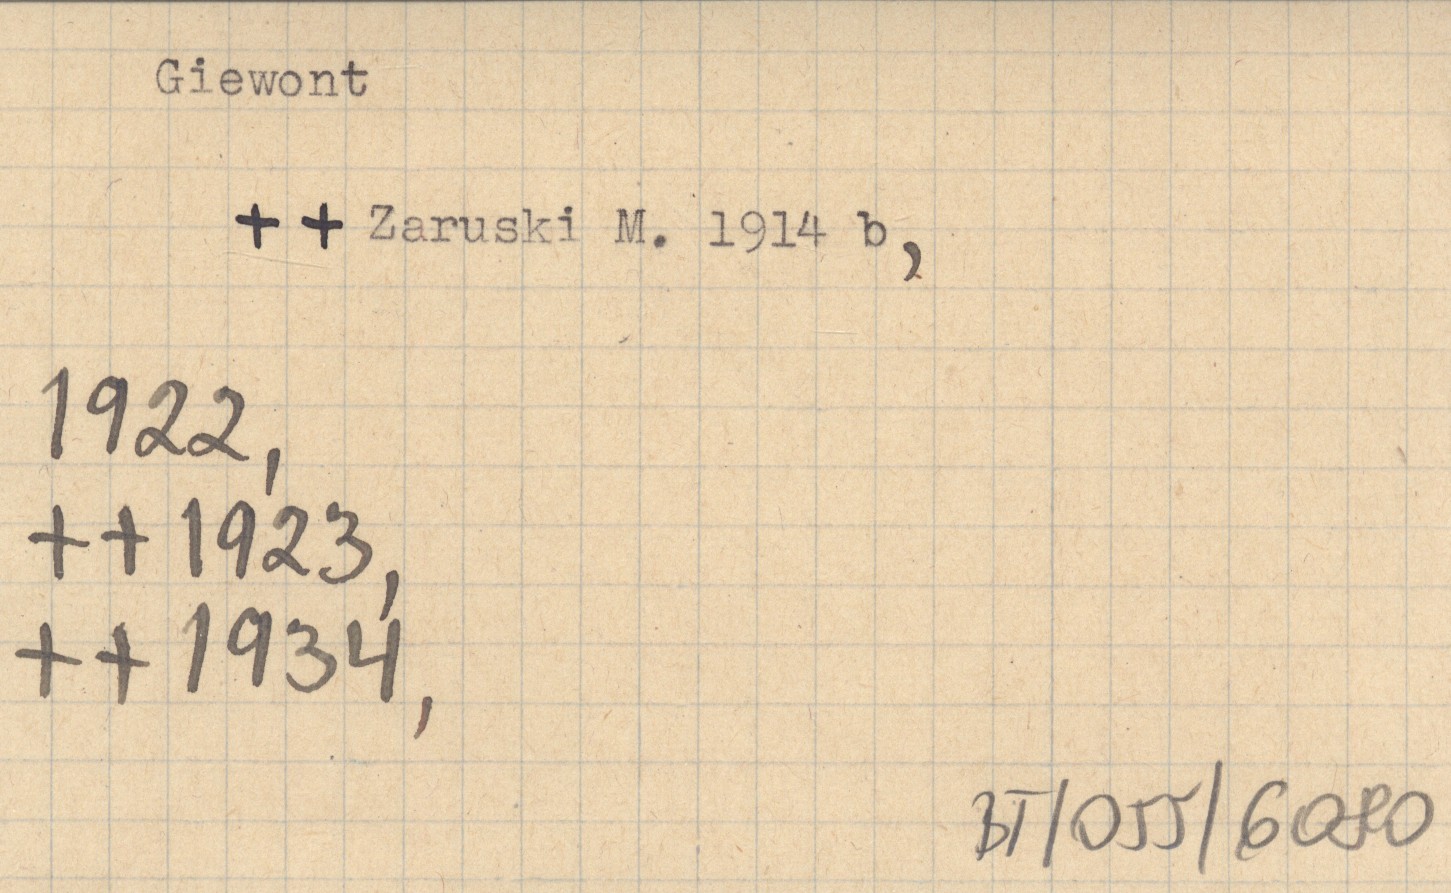 Giewont
++ Zaruski M. 1914 b,
1922,
++1923,
++1934,
BT/055/6080